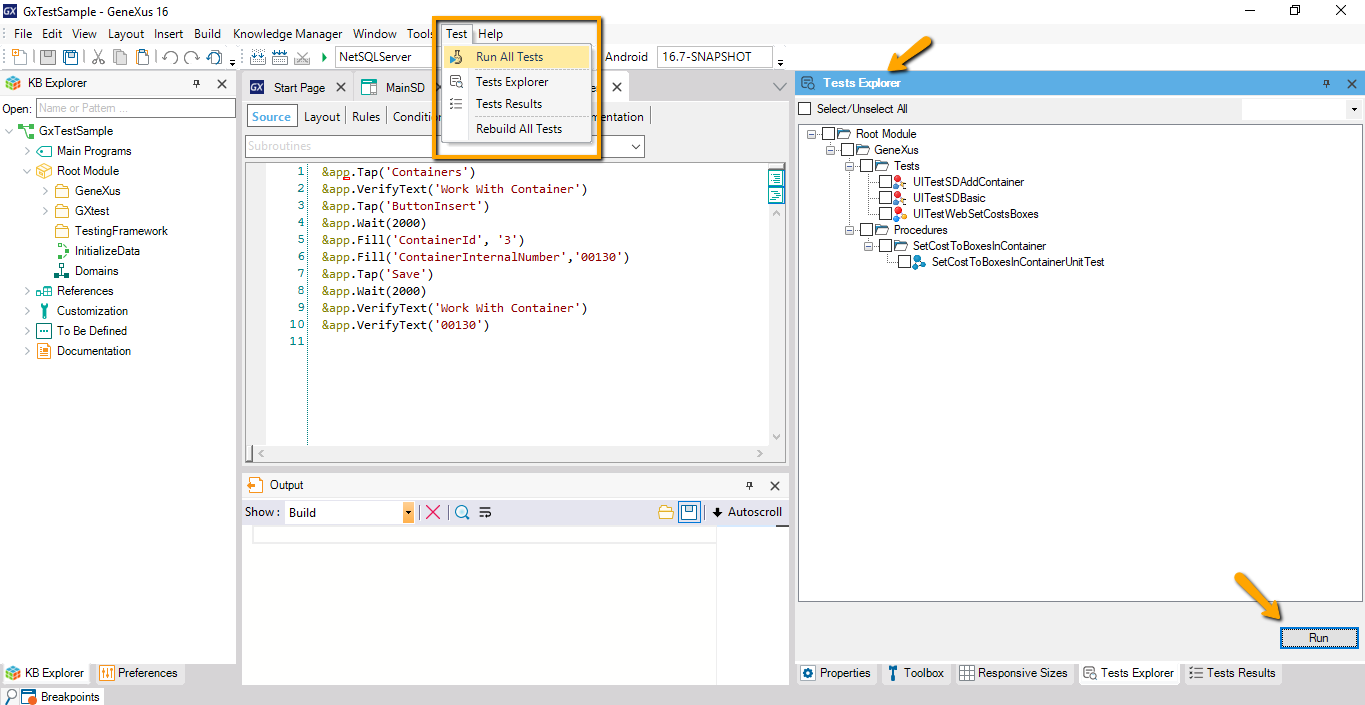 GX GxTestSample - GeneXus 16
File Edit View Layout Insert Build Knowledge Manager Window Tools Test Help
NetSQLServer
Android 16.7-SNAPSHOT
Run All Tests
Tests Explorer
Tests Results
Rebuild All Tests
KB Explorer
Open: Name or Pattern ...
GxTestSample
Main Programs
Root Module
GeneXus
GXtest
TestingFramework
InitializeData
Domains
References
Customization
To Be Defined
Documentation
KB Explorer Preferences
Breakpoints
GX Start Page MainSD
Source Layout Rules
Subroutines
1 &app.Tap('Containers')
2 &app.VerifyText('Work With Container')
3 &app.Tap('ButtonInsert')
4 &app.Wait(2000)
5 &app.Fill('ContainerId', '3')
6 &app.Fill('ContainerInternalNumber','00130')
7 &app.Tap('Save')
8 &app.Wait(2000)
9 &app.VerifyText('Work With Container')
10 &app.VerifyText('00130')
11
Output
Show : Build Autoscroll
Tests Explorer
Select/Unselect All
Root Module
GeneXus
Tests
UITestSDAddContainer
UITestSDBasic
UITestWebSetCostsBoxes
Procedures
SetCostToBoxesInContainer
SetCostToBoxesInContainerUnitTest
Run
Properties Toolbox Responsive Sizes Tests Explorer Tests Results